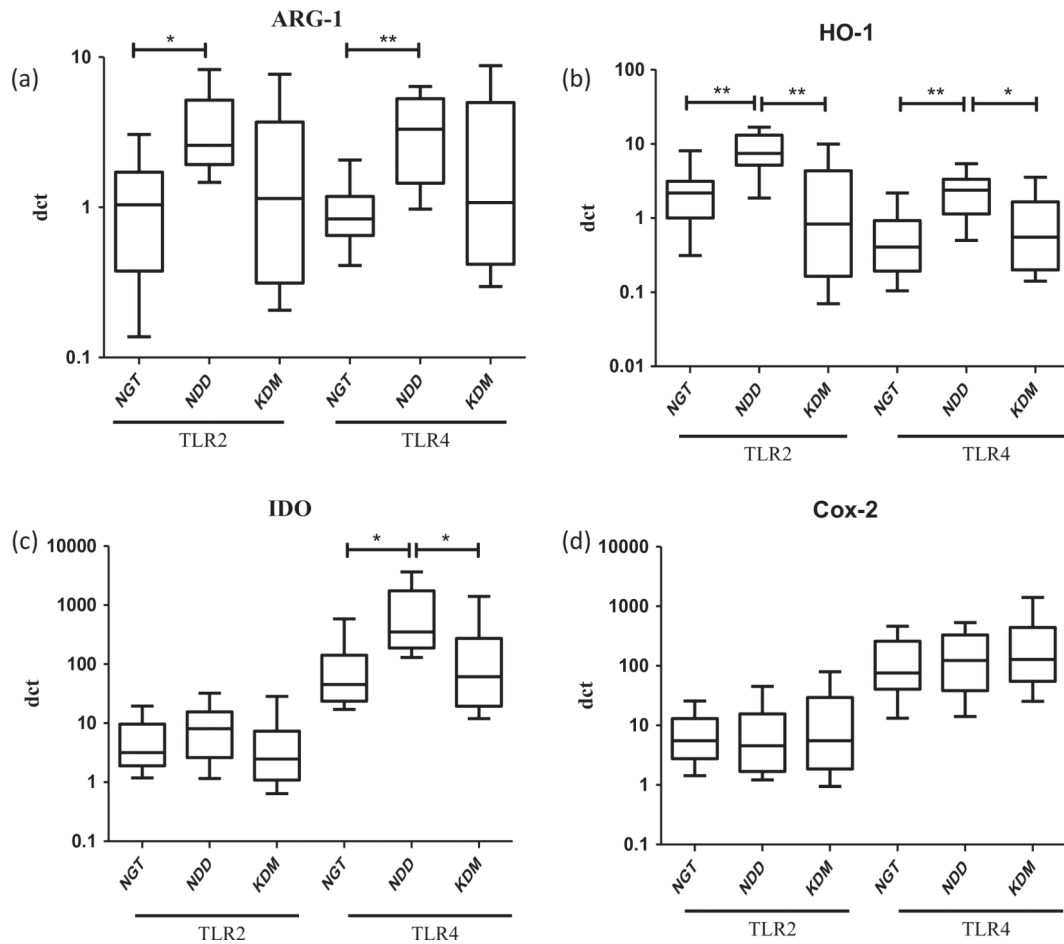 ARG-1
(a)
* **
10
1
0.1
dct
NGT NDD KDM NGT NDD KDM
TLR2 TLR4
HO-1
(b)
** ** ** *
100
10
1
0.1
0.01
dct
NGT NDD KDM NGT NDD KDM
TLR2 TLR4
IDO
(c)
* *
10000
1000
100
10
1
0.1
dct
NGT NDD KDM NGT NDD KDM
TLR2 TLR4
Cox-2
(d)
10000
1000
100
10
1
0.1
dct
NGT NDD KDM NGT NDD KDM
TLR2 TLR4